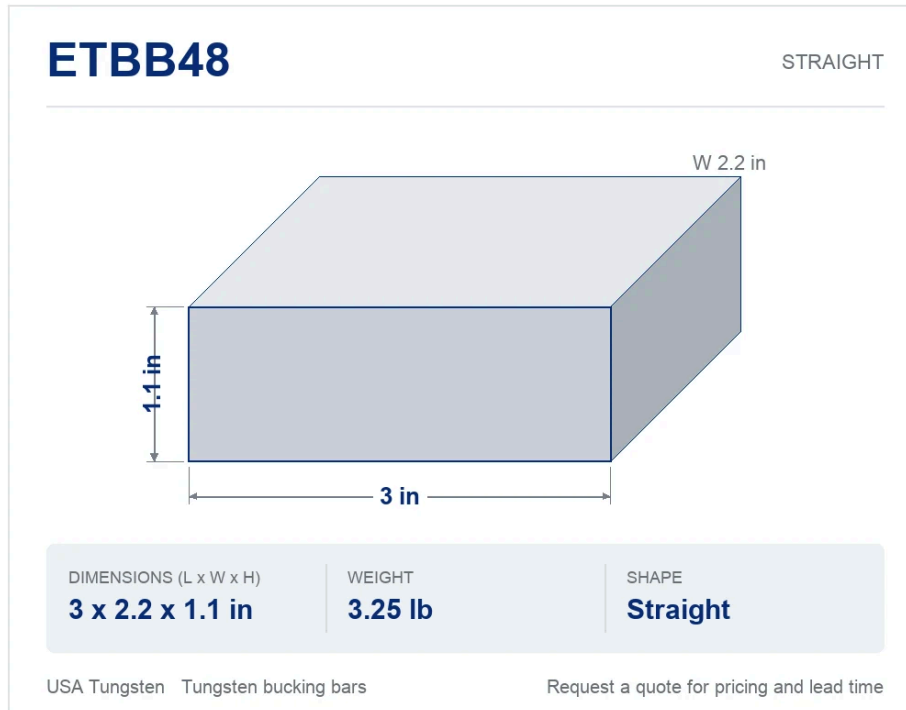 ETBB48
STRAIGHT
W 2.2 in
1.1 in
3 in
DIMENSIONS (L x W x H)
3 x 2.2 x 1.1 in
WEIGHT
3.25 lb
SHAPE
Straight
USA Tungsten Tungsten bucking bars
Request a quote for pricing and lead time